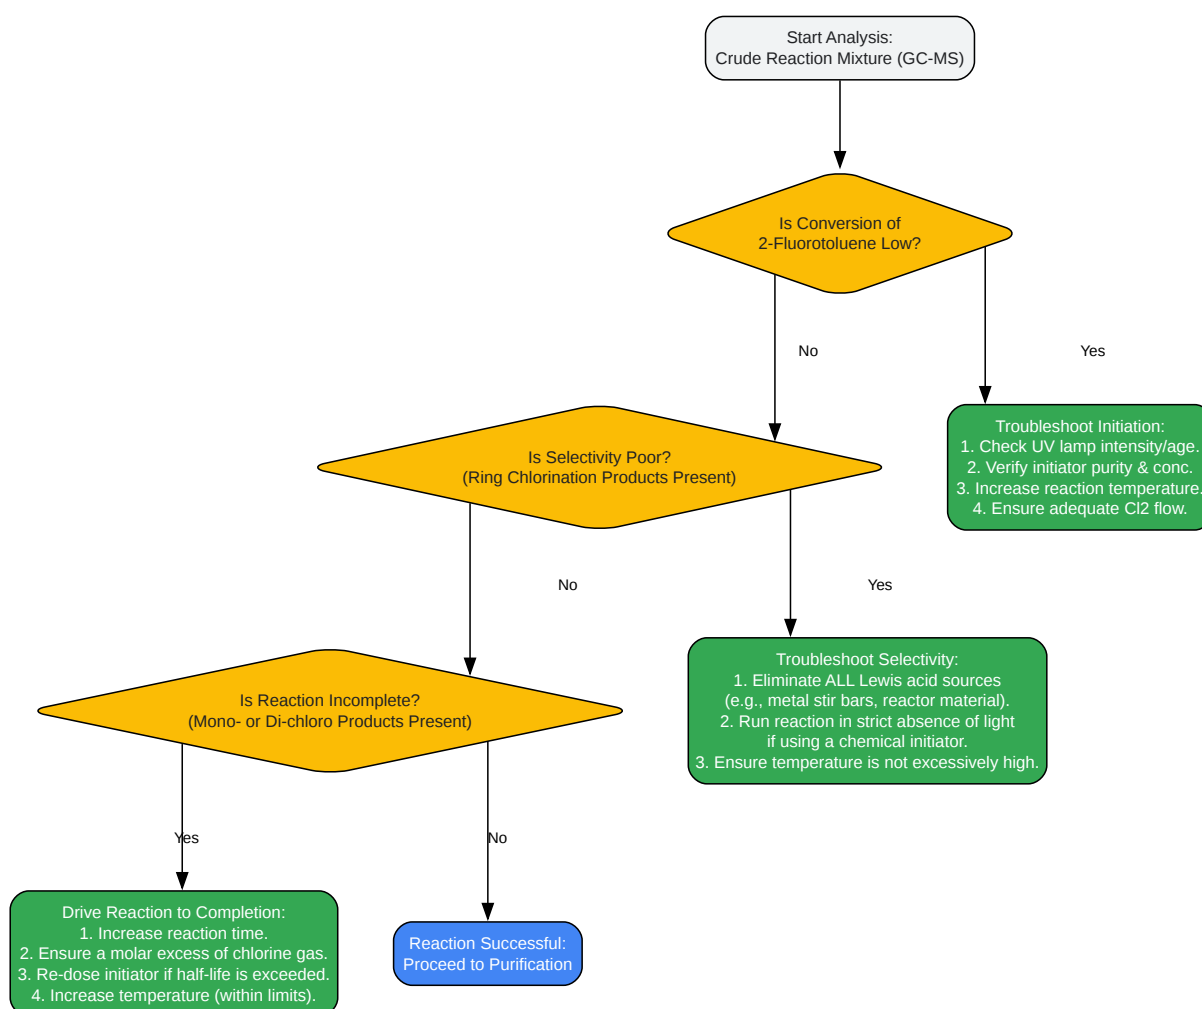 Start Analysis:
Crude Reaction Mixture (GC-MS)
Is Conversion of
2-Fluorotoluene Low?
No
Yes
Troubleshoot Initiation:
1. Check UV lamp intensity/age.
2. Verify initiator purity & conc.
3. Increase reaction temperature.
4. Ensure adequate Cl2 flow.
Is Selectivity Poor?
(Ring Chlorination Products Present)
No
Yes
Troubleshoot Selectivity:
1. Eliminate ALL Lewis acid sources
(e.g., metal stir bars, reactor material).
2. Run reaction in strict absence of light
if using a chemical initiator.
3. Ensure temperature is not excessively high.
Is Reaction Incomplete?
(Mono- or Di-chloro Products Present)
Yes
No
Drive Reaction to Completion:
1. Increase reaction time.
2. Ensure a molar excess of chlorine gas.
3. Re-dose initiator if half-life is exceeded.
4. Increase temperature (within limits).
Reaction Successful:
Proceed to Purification